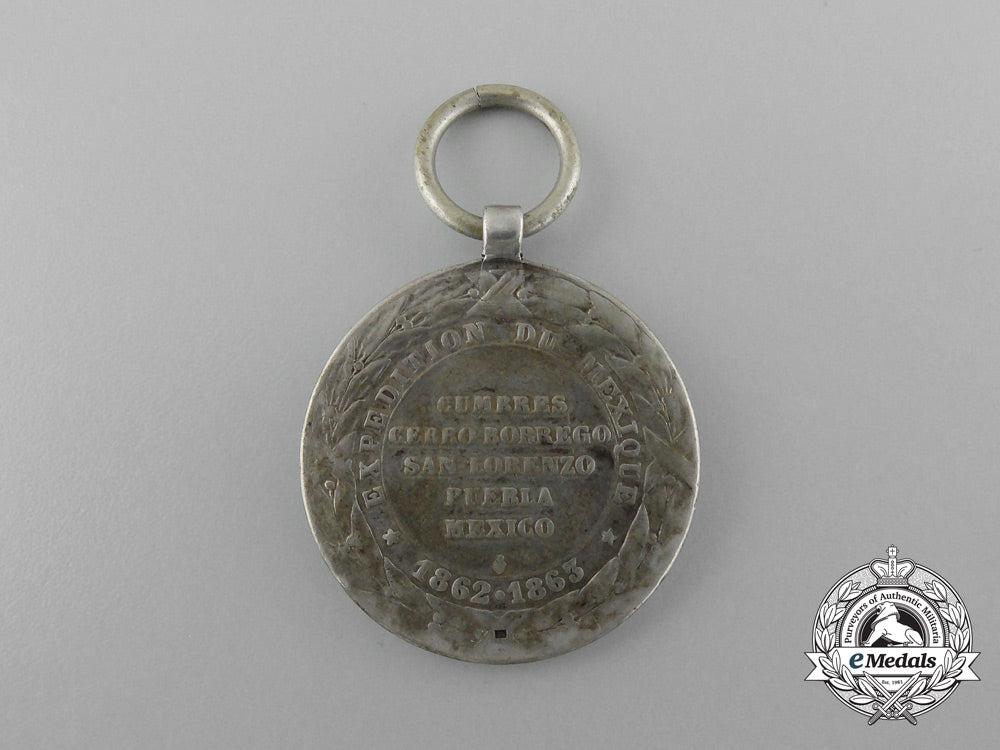 EXPEDITION DU MEXIQUE
CUMBRES
CERRO-BORREGO
SAN-LORENZO
PUEBLA
MEXICO
1862 • 1863
Purveyors of Authentic Militaria
eMedals
Est. 1981